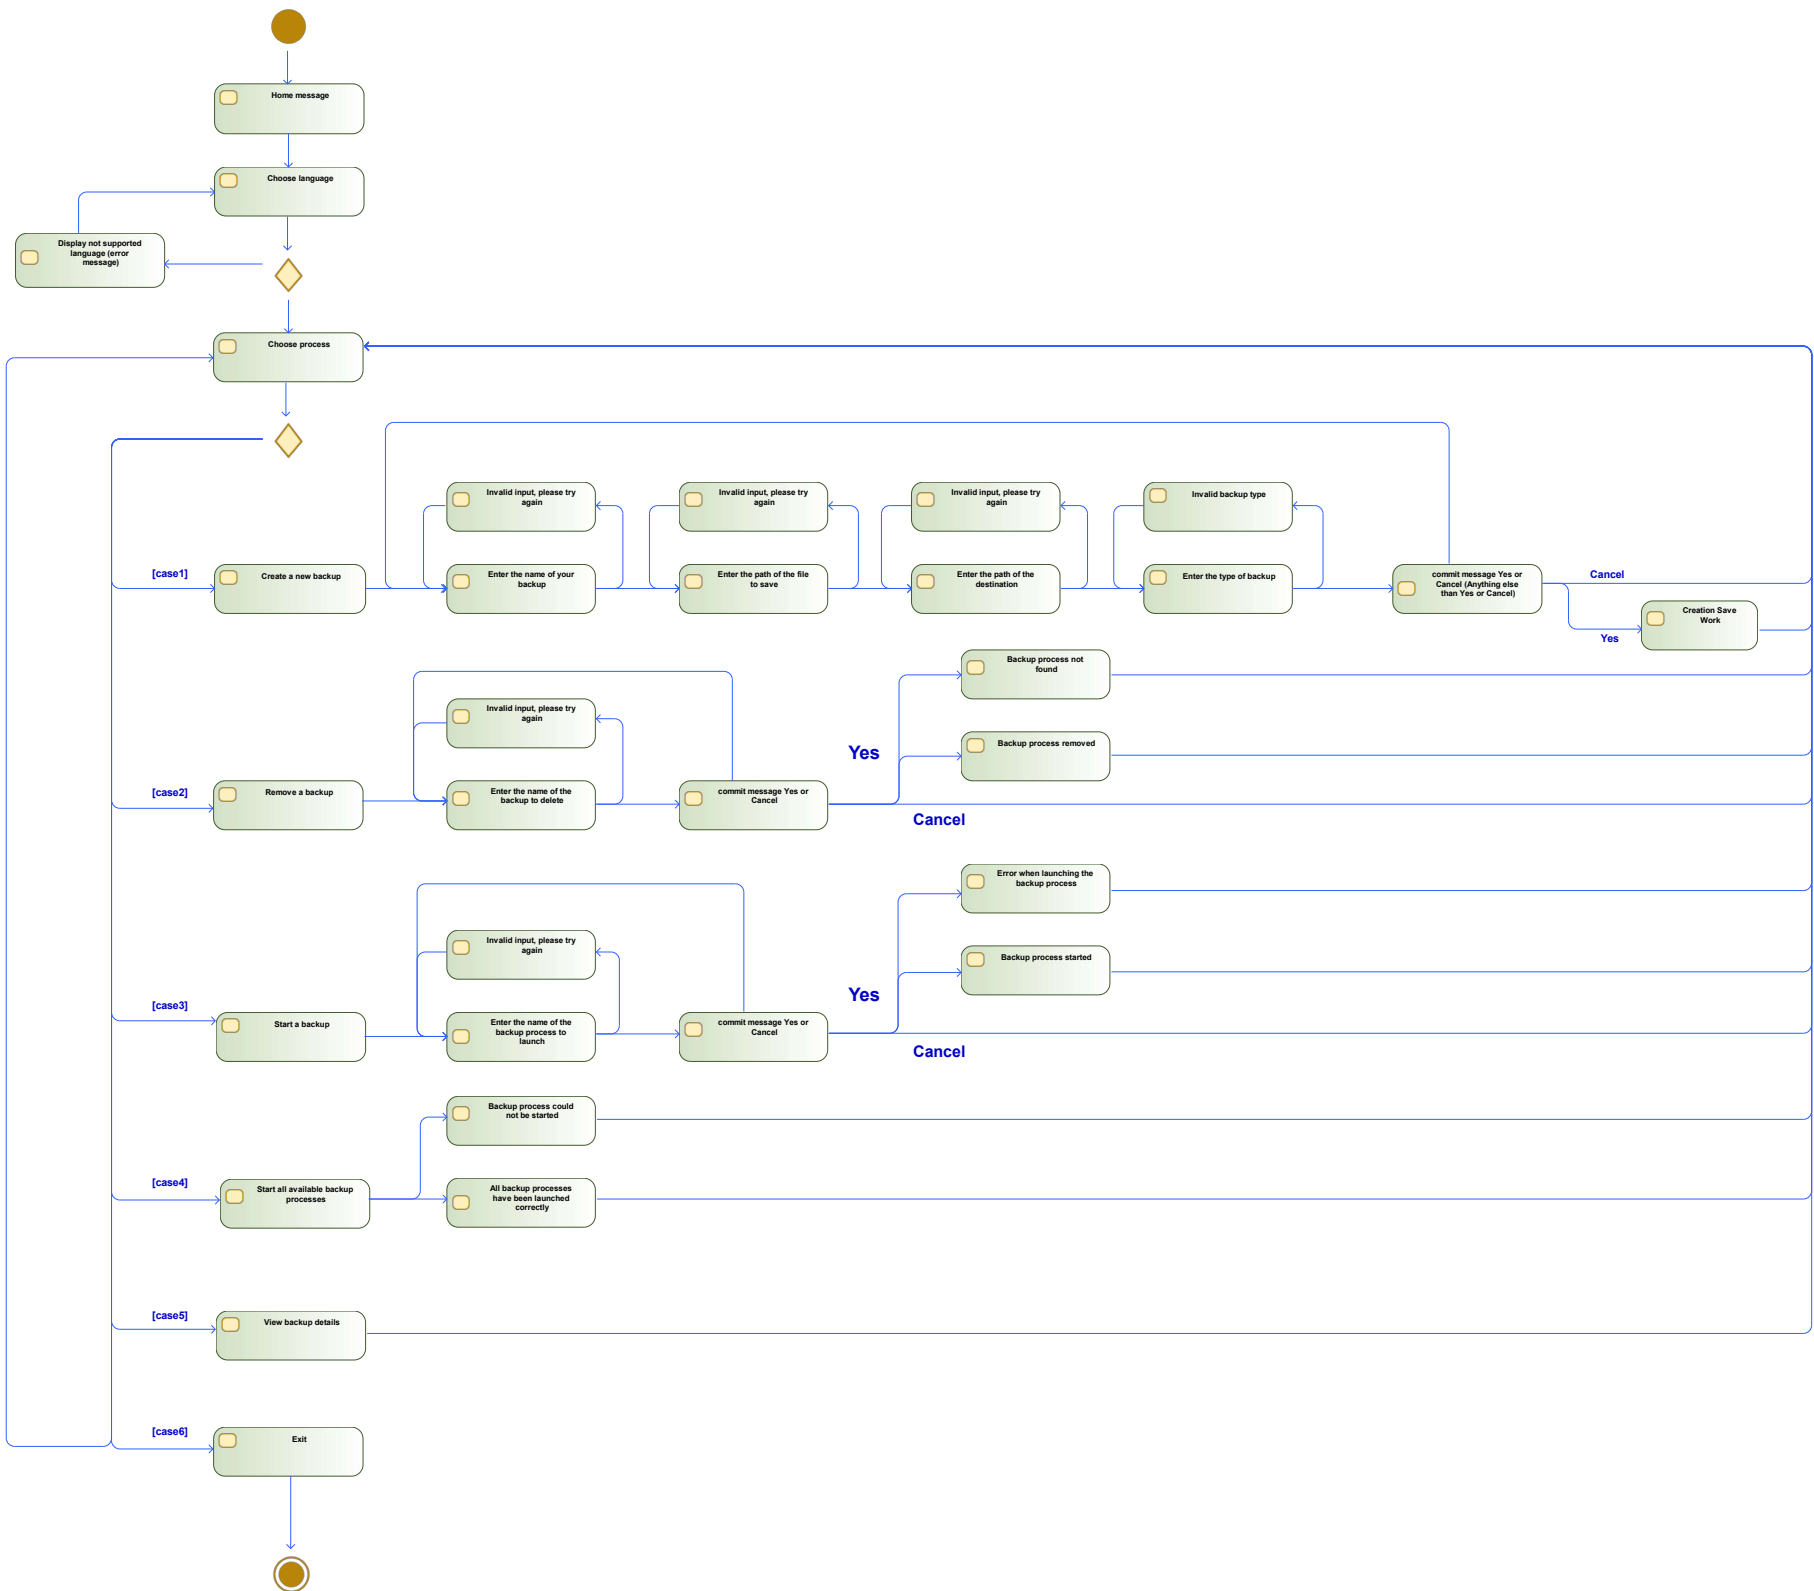 Home message
Choose language
Display not supported
language (error
message)
Choose process
Invalid input, please try
again
Invalid input, please try
again
Invalid input, please try
again
Invalid backup type
[case1]
Create a new backup
Enter the name of your
backup
Enter the path of the file
to save
Enter the path of the
destination
Enter the type of backup
commit message Yes or
Cancel (Anything else
than Yes or Cancel)
Cancel
Yes
Creation Save
Work
Backup process not
found
Invalid input, please try
again
Yes
Backup process removed
[case2]
Remove a backup
Enter the name of the
backup to delete
commit message Yes or
Cancel
Cancel
Error when launching the
backup process
Invalid input, please try
again
Backup process started
Yes
[case3]
Start a backup
Enter the name of the
backup process to
launch
commit message Yes or
Cancel
Cancel
Backup process could
not be started
[case4]
Start all available backup
processes
All backup processes
have been launched
correctly
[case5]
View backup details
[case6]
Exit